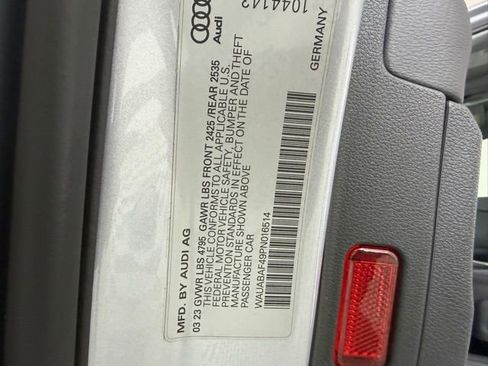 MFD. BY AUDI AG
03 23 GVWR LBS 4795 GAWR LBS FRONT 2425 /REAR 2535
THIS VEHICLE CONFORMS TO ALL APPLICABLE U.S.
FEDERAL MOTOR VEHICLE SAFETY, BUMPER AND THEFT
PREVENTION STANDARDS IN EFFECT ON THE DATE OF
MANUFACTURE SHOWN ABOVE
PASSENGER CAR
WAUABAF49PN016514
Audi
GERMANY